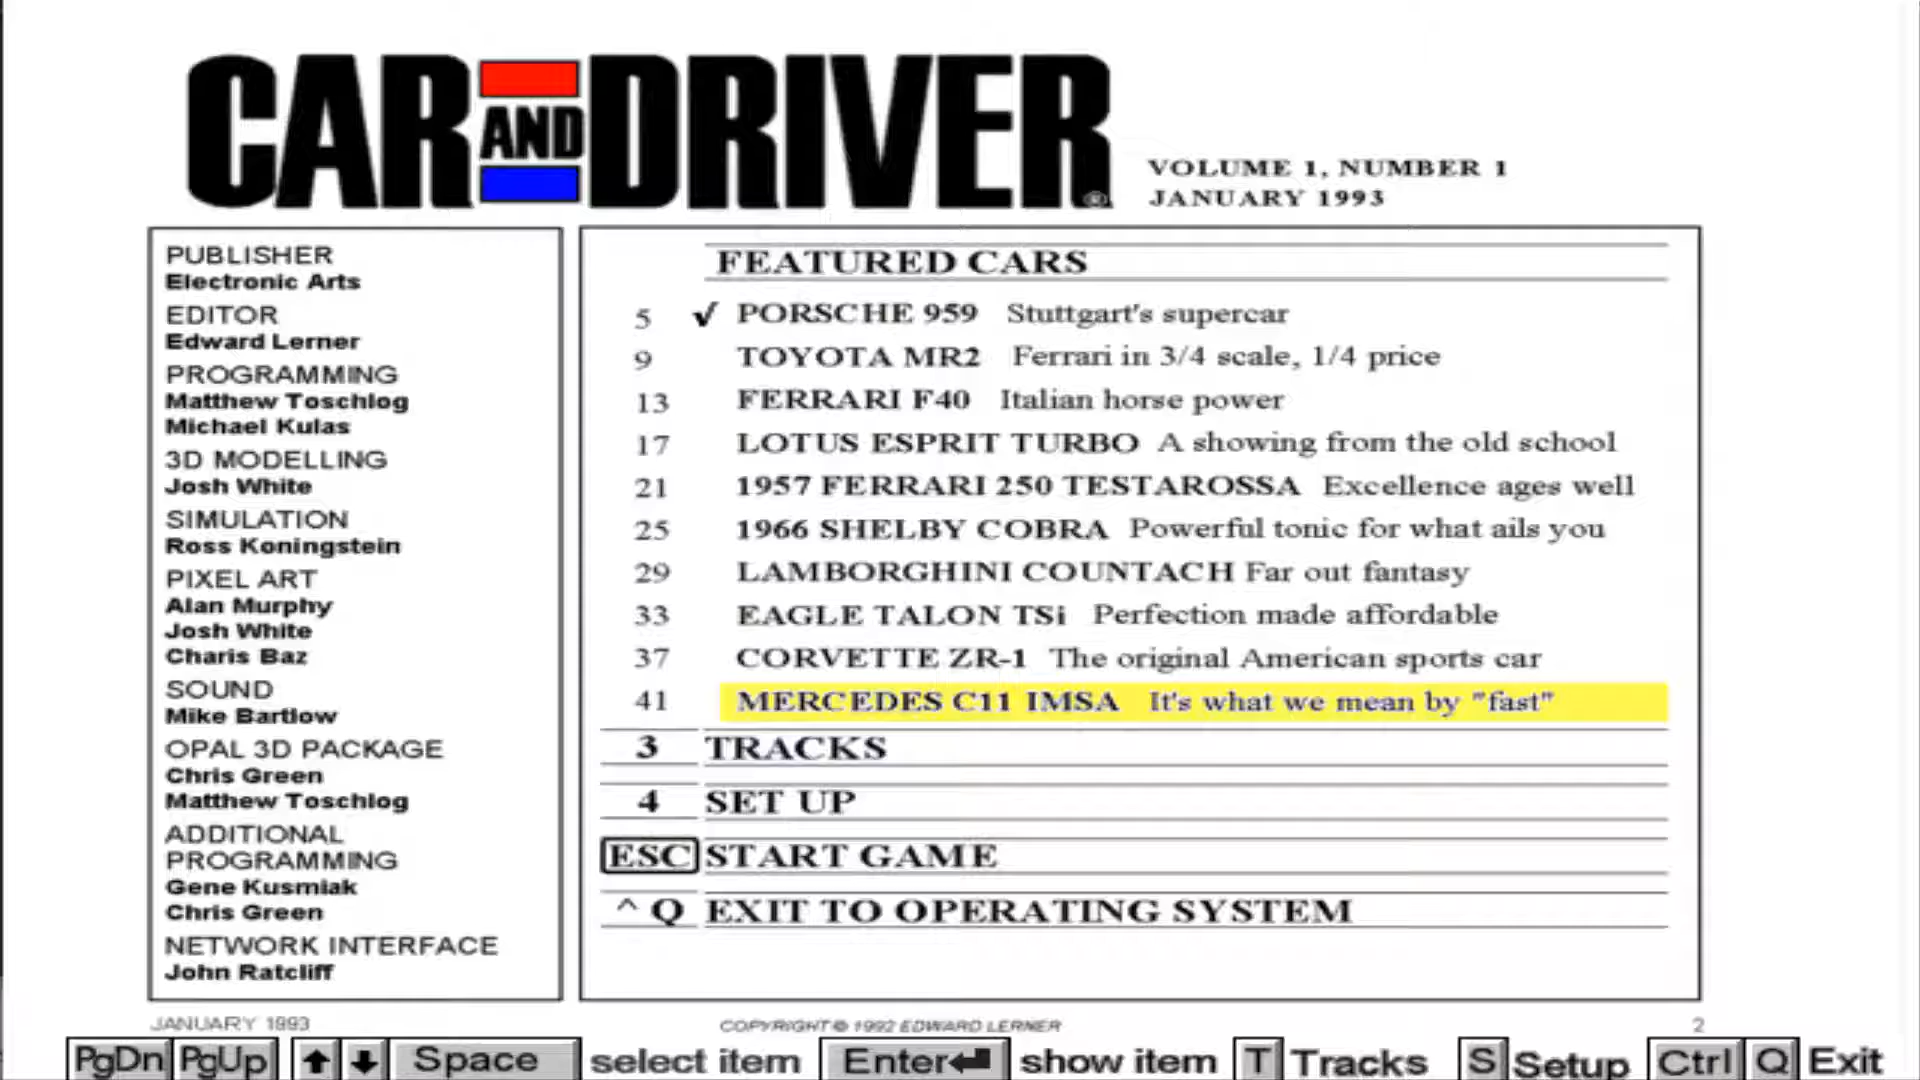 CAR AND DRIVER®
VOLUME 1, NUMBER 1
JANUARY 1993
PUBLISHER
Electronic Arts
EDITOR
Edward Lerner
PROGRAMMING
Matthew Toschlog
Michael Kulas
3D MODELLING
Josh White
SIMULATION
Ross Koningstein
PIXEL ART
Alan Murphy
Josh White
Charis Baz
SOUND
Mike Bartlow
OPAL 3D PACKAGE
Chris Green
Matthew Toschlog
ADDITIONAL
PROGRAMMING
Gene Kusmiak
Chris Green
NETWORK INTERFACE
John Ratcliff
FEATURED CARS
5 √ PORSCHE 959 Stuttgart's supercar
9 TOYOTA MR2 Ferrari in 3/4 scale, 1/4 price
13 FERRARI F40 Italian horse power
17 LOTUS ESPRIT TURBO A showing from the old school
21 1957 FERRARI 250 TESTAROSSA Excellence ages well
25 1966 SHELBY COBRA Powerful tonic for what ails you
29 LAMBORGHINI COUNTACH Far out fantasy
33 EAGLE TALON TSi Perfection made affordable
37 CORVETTE ZR-1 The original American sports car
41 MERCEDES C11 IMSA It's what we mean by "fast"
3 TRACKS
4 SET UP
ESC START GAME
^ Q EXIT TO OPERATING SYSTEM
JANUARY 1993 COPYRIGHT © 1992 EDWARD LERNER 2
PgDn PgUp ↑ ↓ Space select item Enter↵ show item T Tracks S Setup Ctrl Q Exit